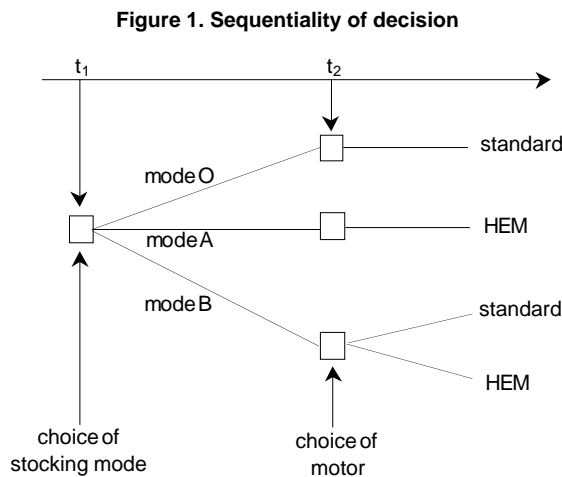 Figure 1. Sequentiality of decision
t1
t2
standard
mode O
HEM
mode A
mode B
standard
HEM
choice of
stocking mode
choice of
motor